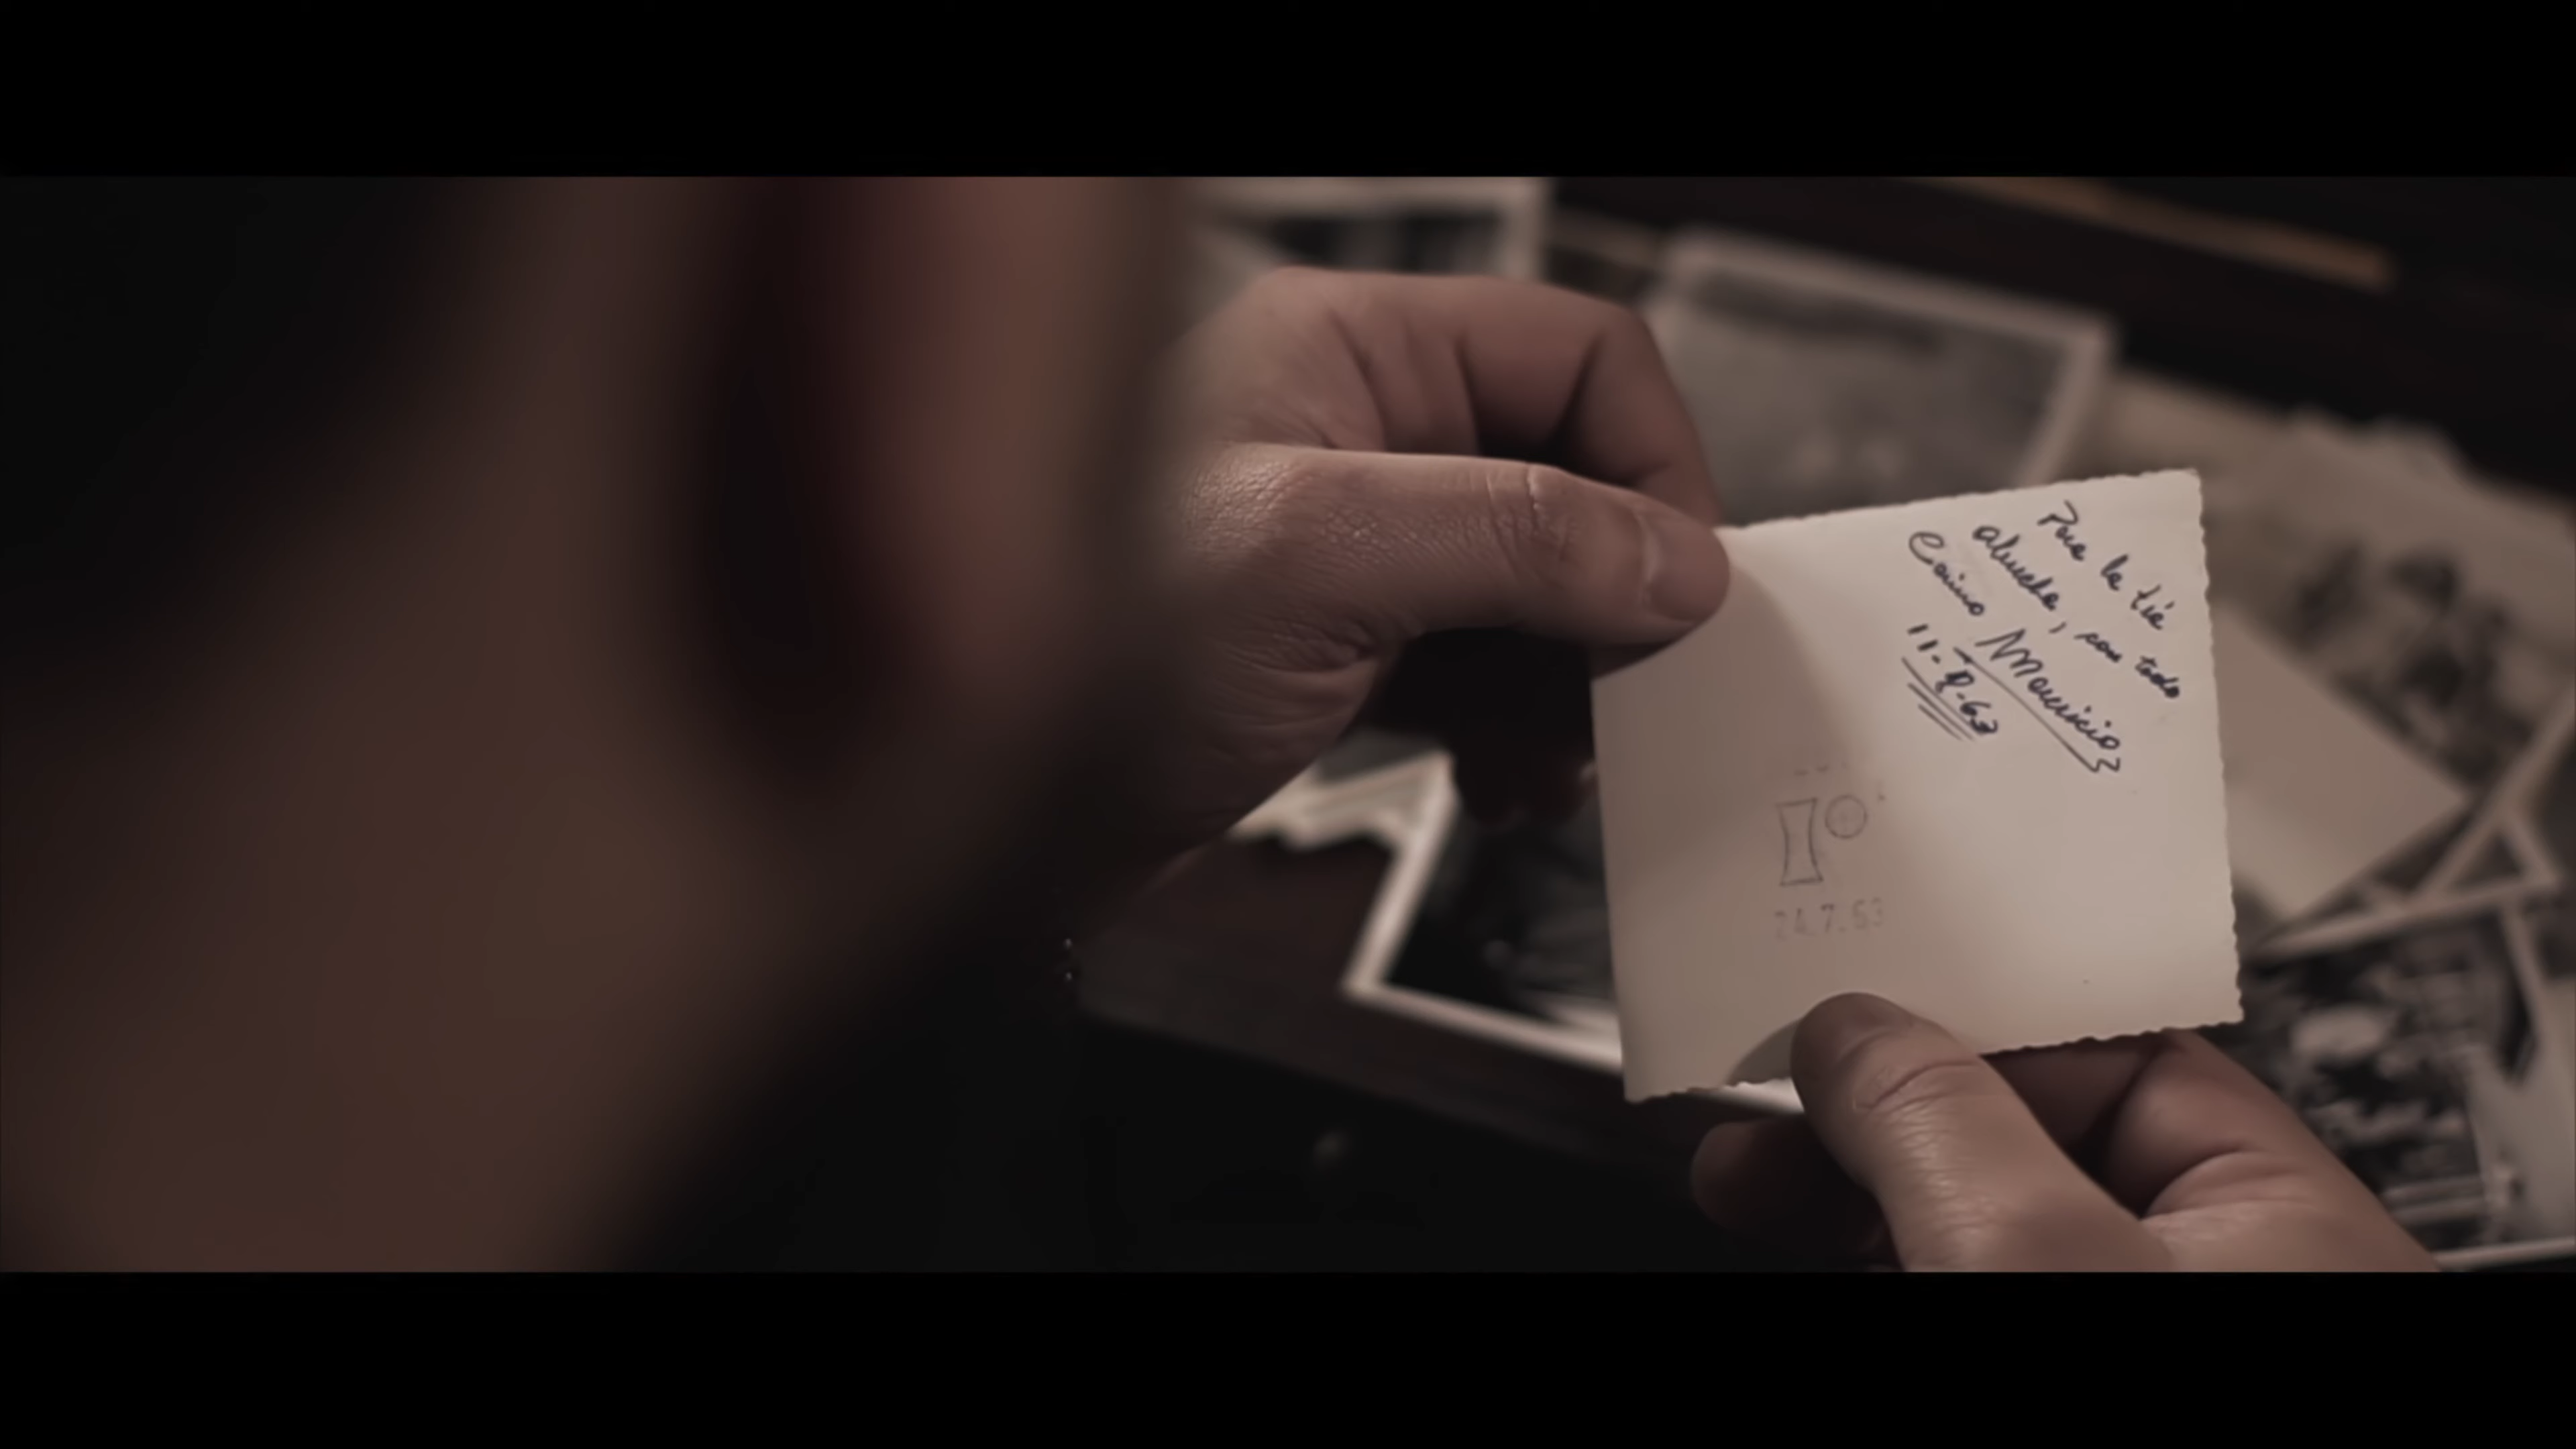 Para la tía
abuela, con todo
Cariño Mauricio
11-8-63
24.7.63